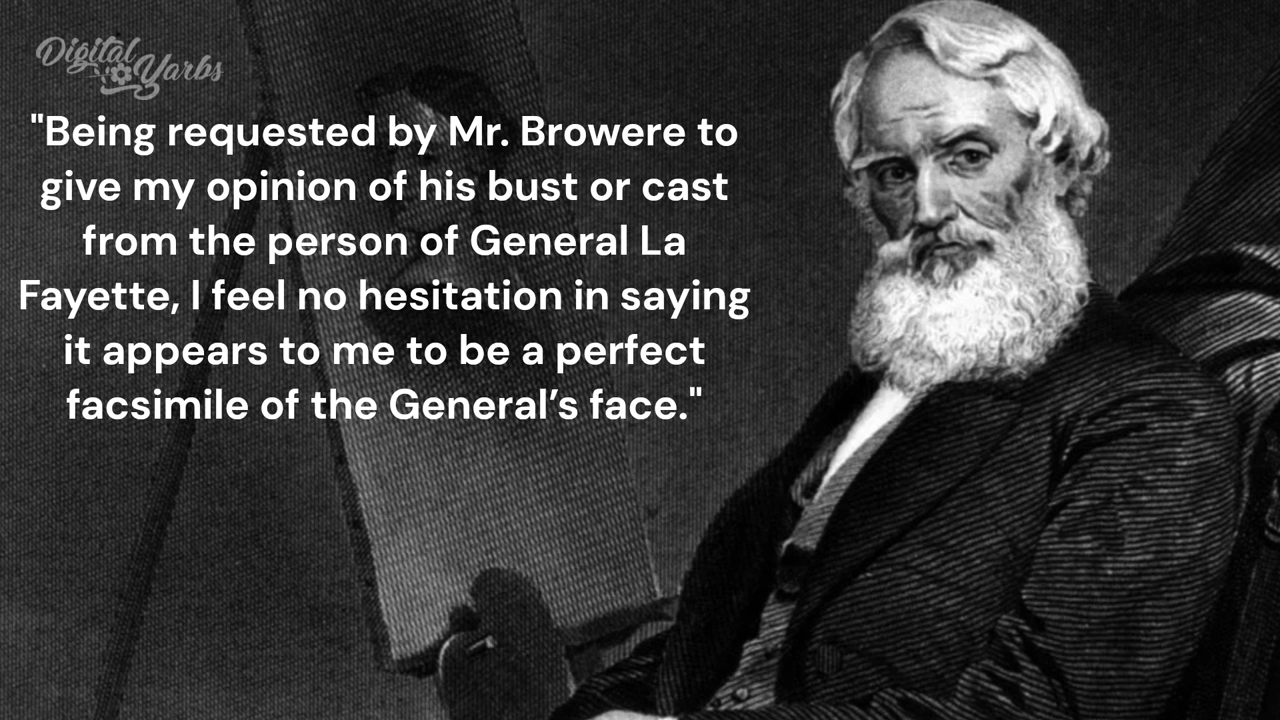 Digital
Yarbs
"Being requested by Mr. Browere to
give my opinion of his bust or cast
from the person of General La
Fayette, I feel no hesitation in saying
it appears to me to be a perfect
facsimile of the General’s face."